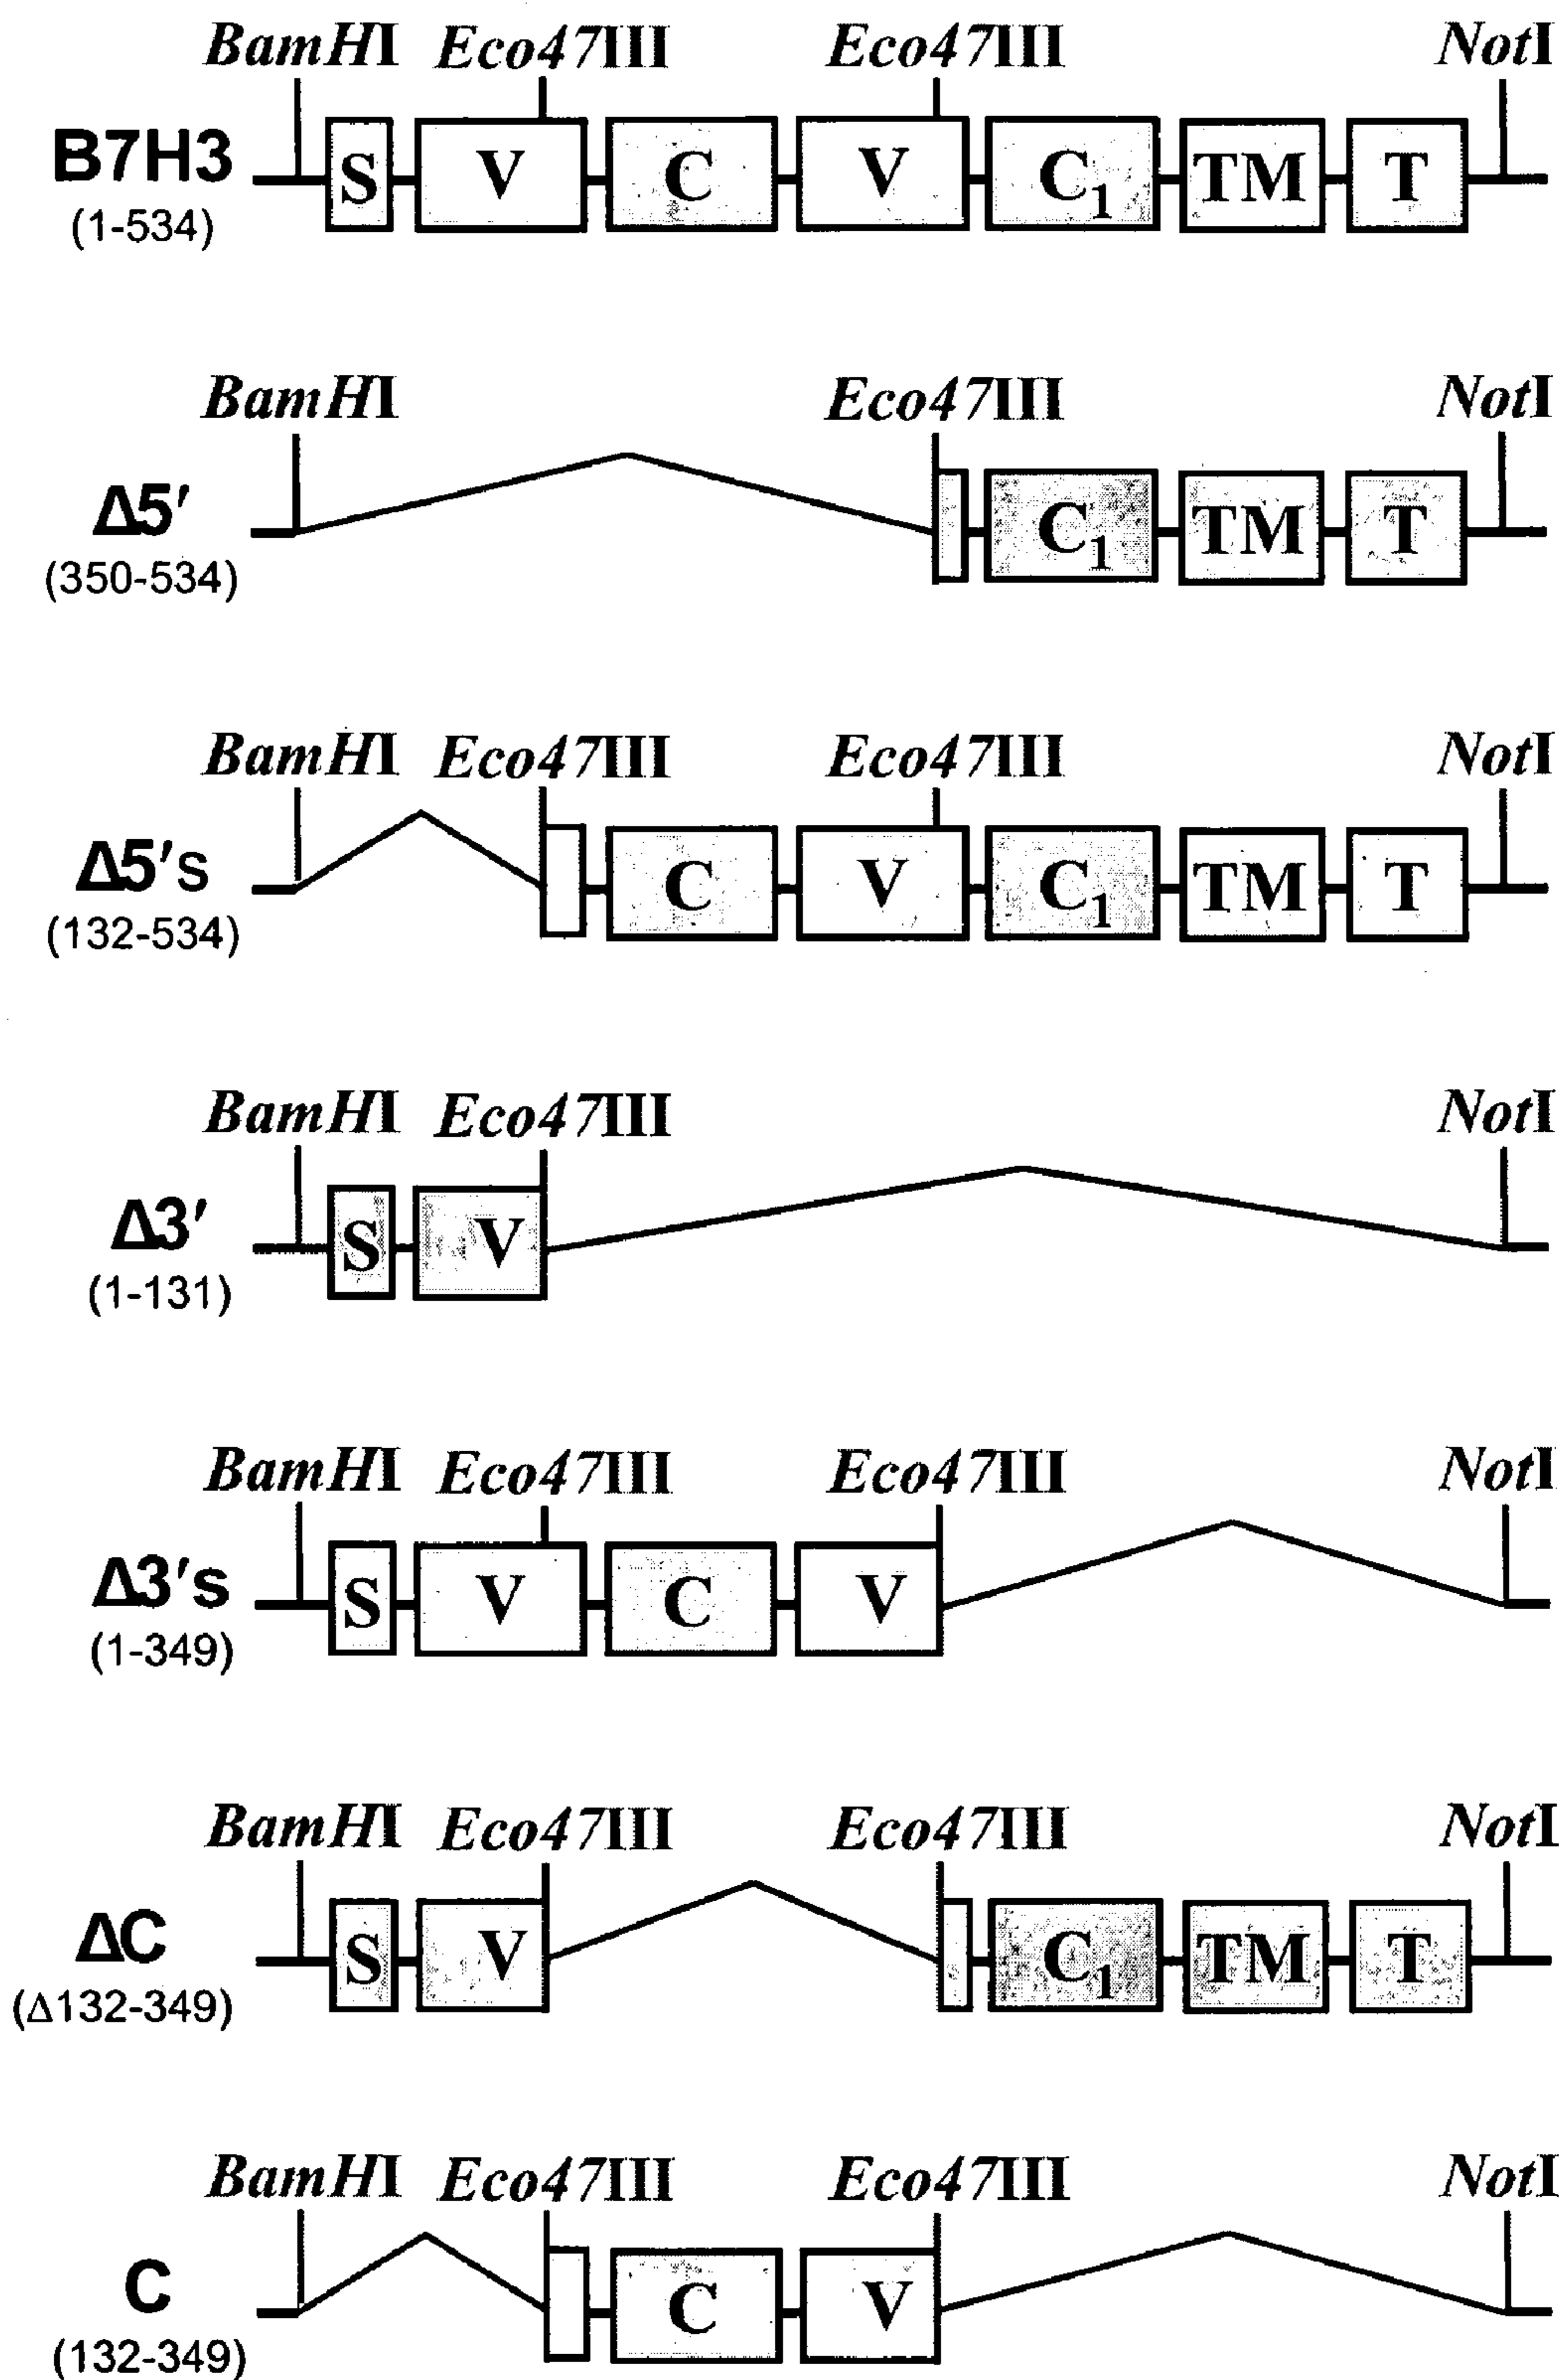 BamHI Eco47III Eco47III NotI
B7H3 S V C V C₁ TM T
(1-534)
BamHI Eco47III NotI
Δ5′ C₁ TM T
(350-534)
BamHI Eco47III Eco47III NotI
Δ5′s C V C₁ TM T
(132-534)
BamHI Eco47III NotI
Δ3′ S V
(1-131)
BamHI Eco47III Eco47III NotI
Δ3′s S V C V
(1-349)
BamHI Eco47III Eco47III NotI
ΔC S V C₁ TM T
(Δ132-349)
BamHI Eco47III Eco47III NotI
C C V
(132-349)